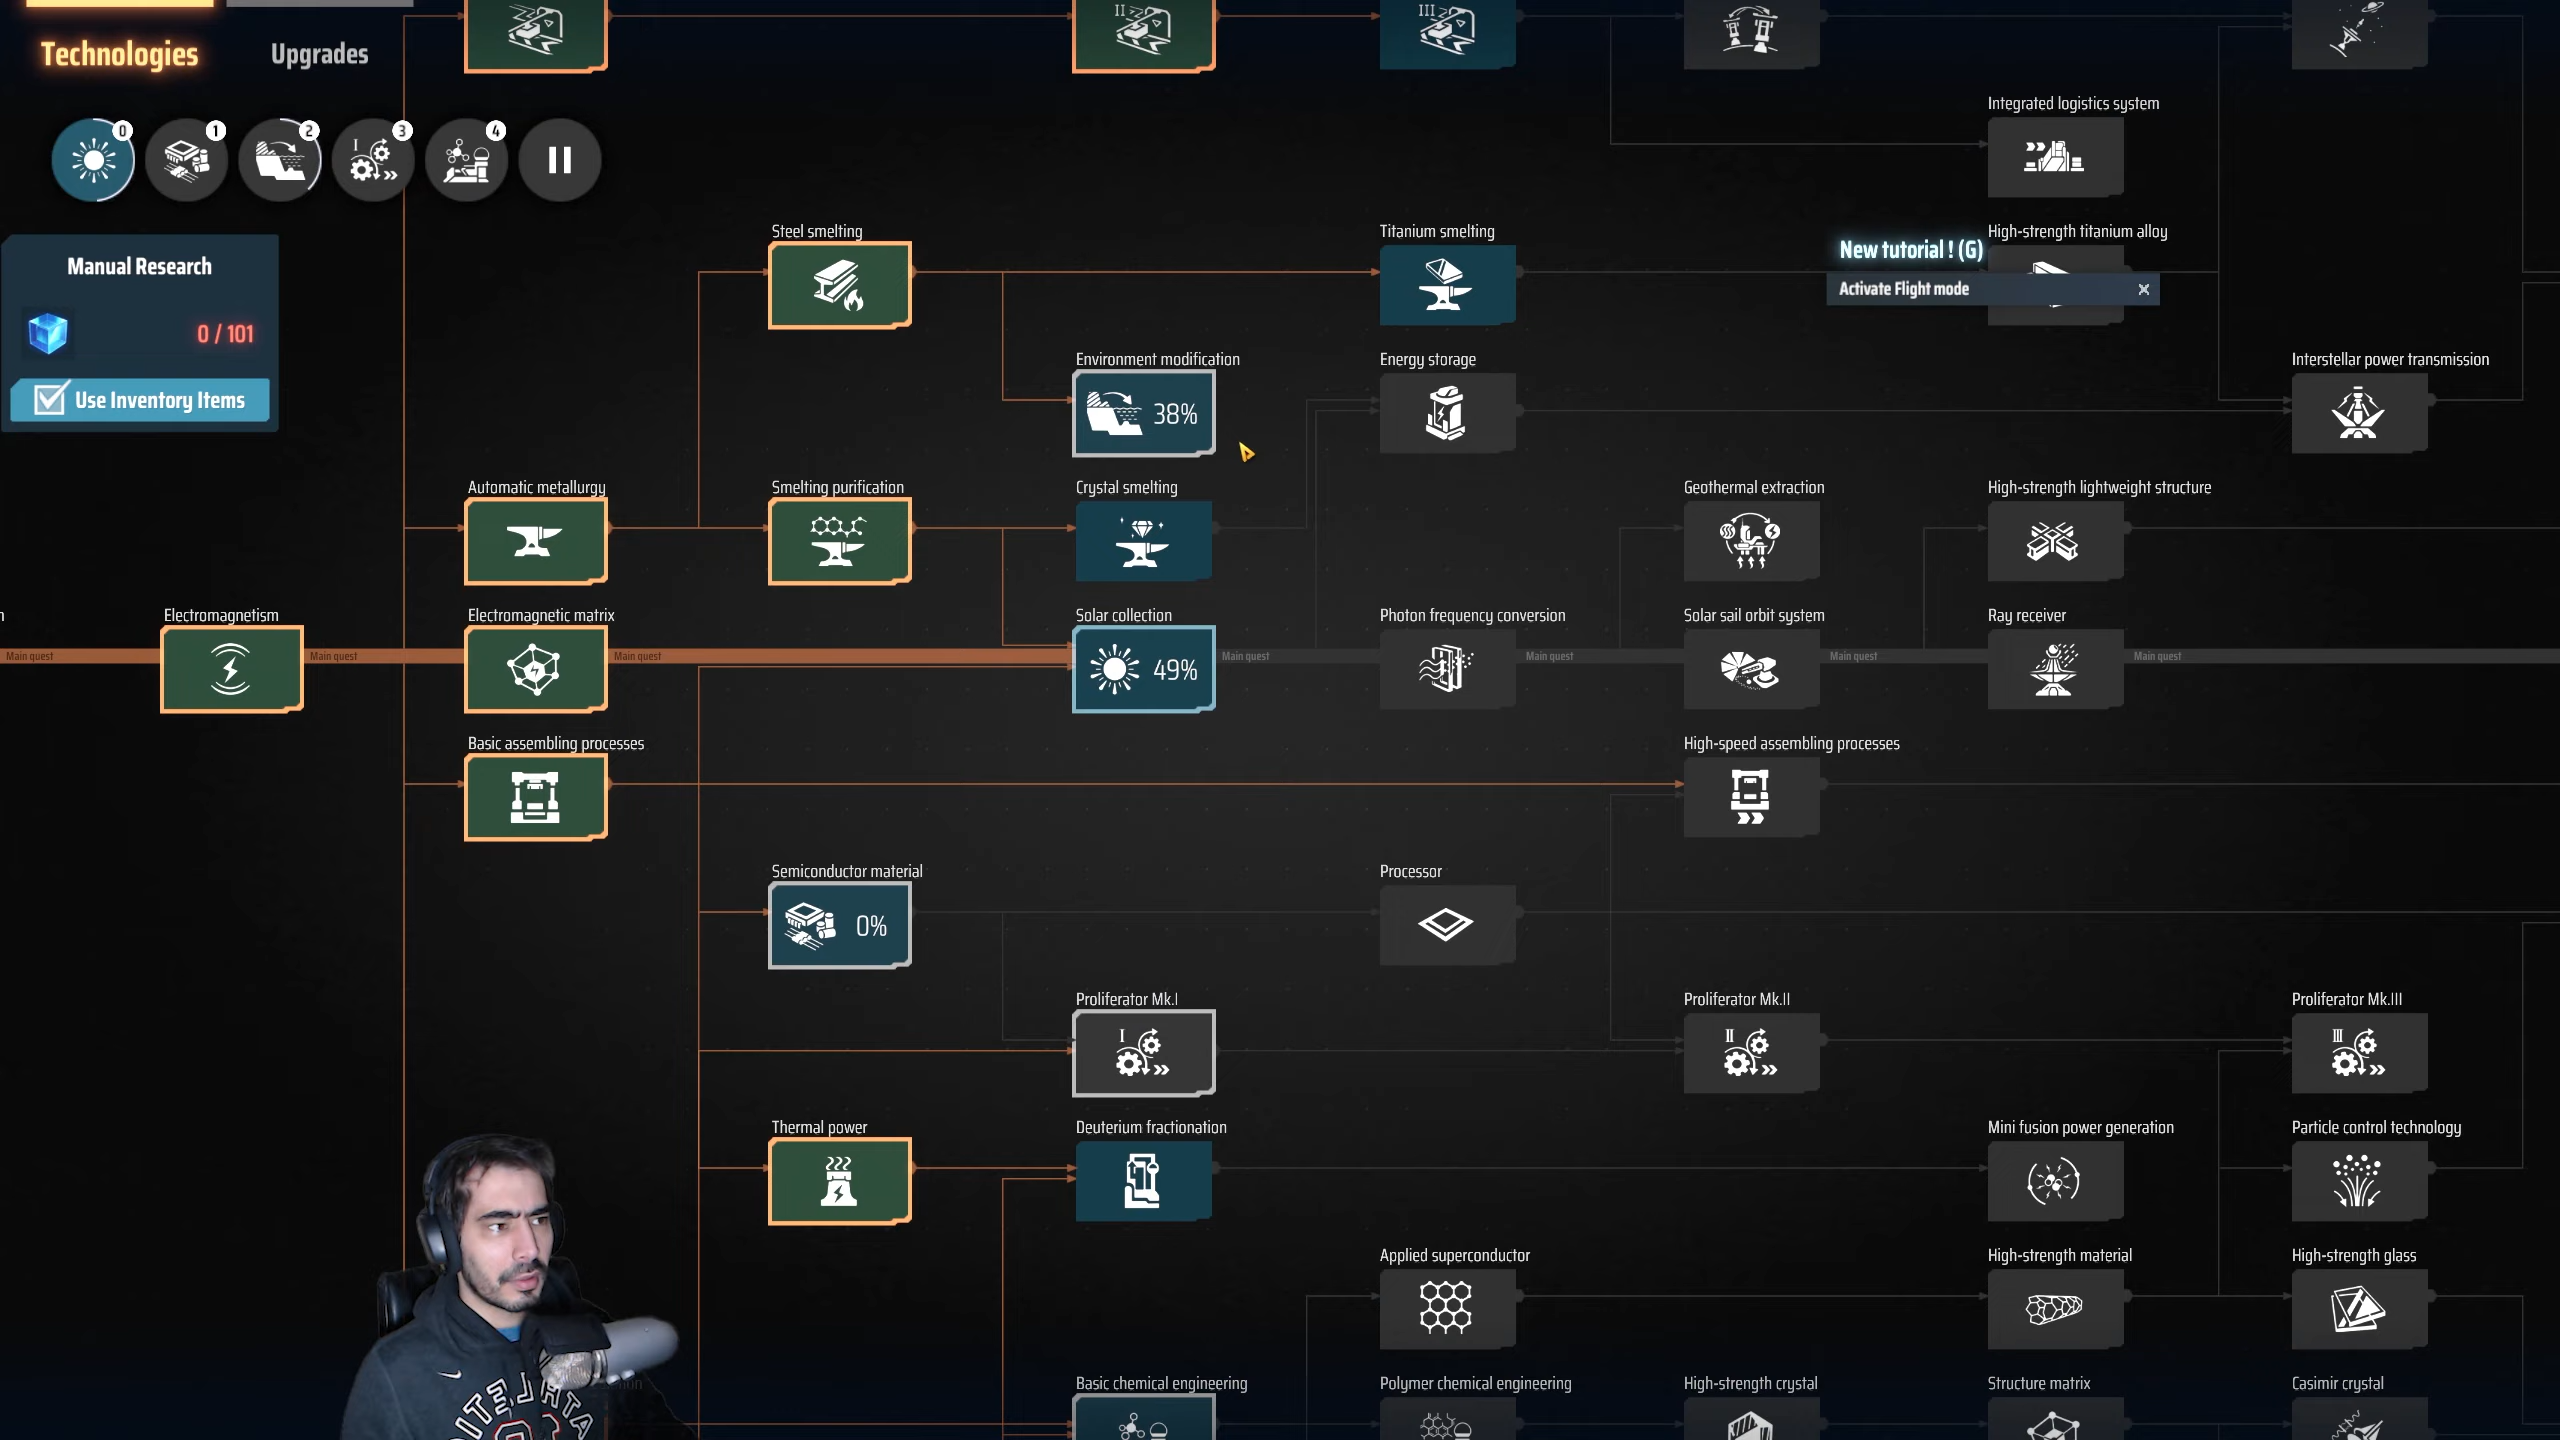 Technologies
Upgrades
0
1
2
3
4
Manual Research
0 / 101
Use Inventory Items
II
III
Integrated logistics system
Steel smelting
Titanium smelting
New tutorial ! (G)
High-strength titanium alloy
Activate Flight mode
Environment modification
38%
Energy storage
Interstellar power transmission
Automatic metallurgy
Smelting purification
Crystal smelting
Geothermal extraction
High-strength lightweight structure
Electromagnetism
Electromagnetic matrix
Solar collection
49%
Photon frequency conversion
Solar sail orbit system
Ray receiver
Main quest
Main quest
Main quest
Main quest
Main quest
Main quest
Main quest
Basic assembling processes
High-speed assembling processes
Semiconductor material
0%
Processor
Proliferator Mk.I
I
Proliferator Mk.II
II
Proliferator Mk.III
III
Thermal power
Deuterium fractionation
Mini fusion power generation
Particle control technology
Applied superconductor
High-strength material
High-strength glass
Basic chemical engineering
Polymer chemical engineering
High-strength crystal
Structure matrix
Casimir crystal